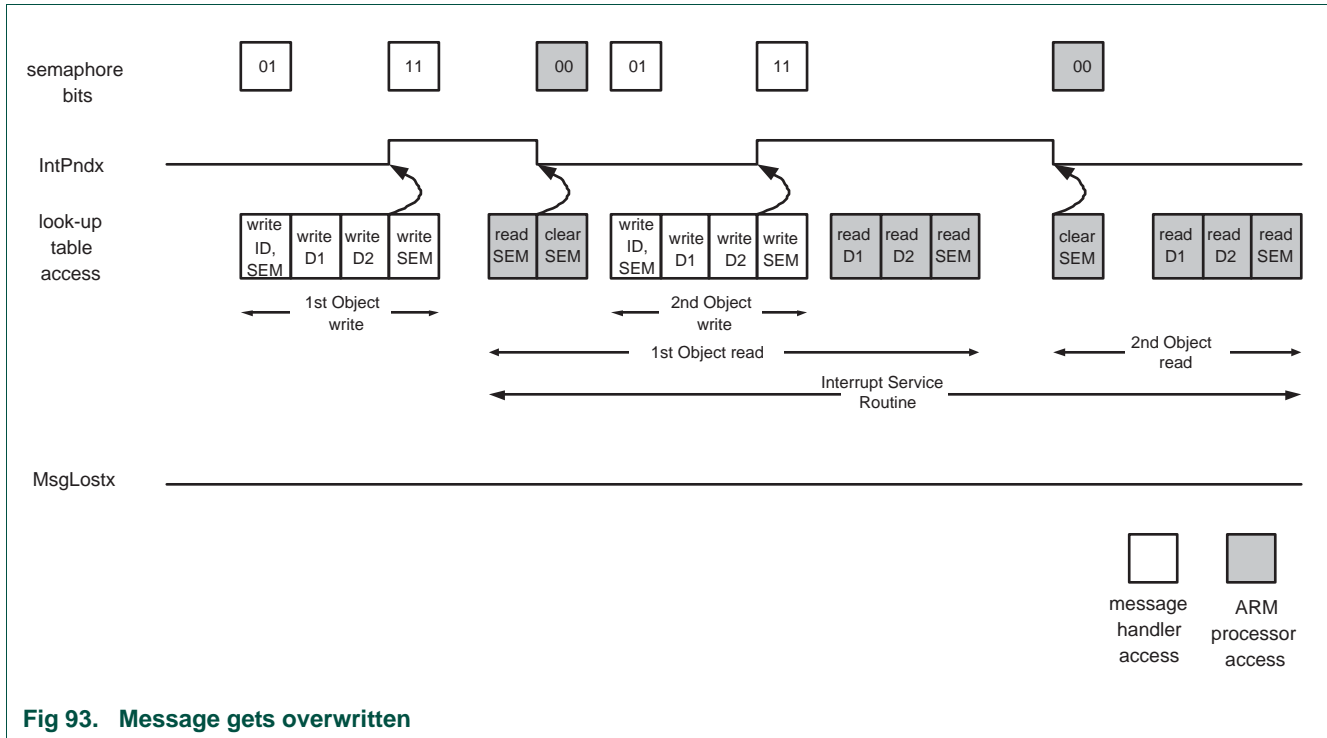 semaphore
bits
01
11
00
01
11
00
IntPndx
look-up
table
access
write
ID,
SEM
write
D1
write
D2
write
SEM
read
SEM
clear
SEM
write
ID,
SEM
write
D1
write
D2
write
SEM
read
D1
read
D2
read
SEM
clear
SEM
read
D1
read
D2
read
SEM
1st Object
write
2nd Object
write
1st Object read
2nd Object
read
Interrupt Service
Routine
MsgLostx
message
handler
access
ARM
processor
access
Fig 93. Message gets overwritten